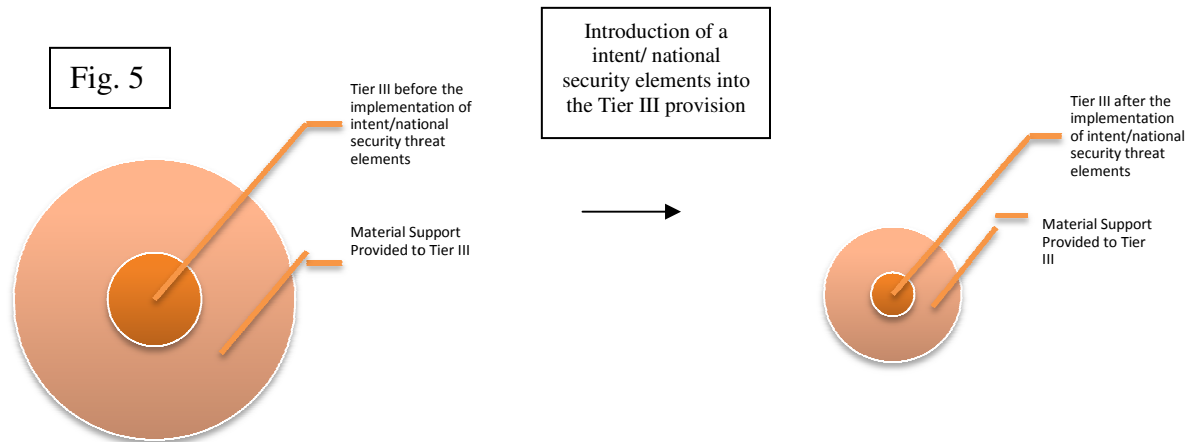 Fig. 5
Tier III before the
implementation of
intent/national
security threat
elements
Material Support
Provided to Tier III
Introduction of a
intent/ national
security elements into
the Tier III provision
Tier III after the
implementation
of intent/national
security threat
elements
Material Support
Provided to Tier
III